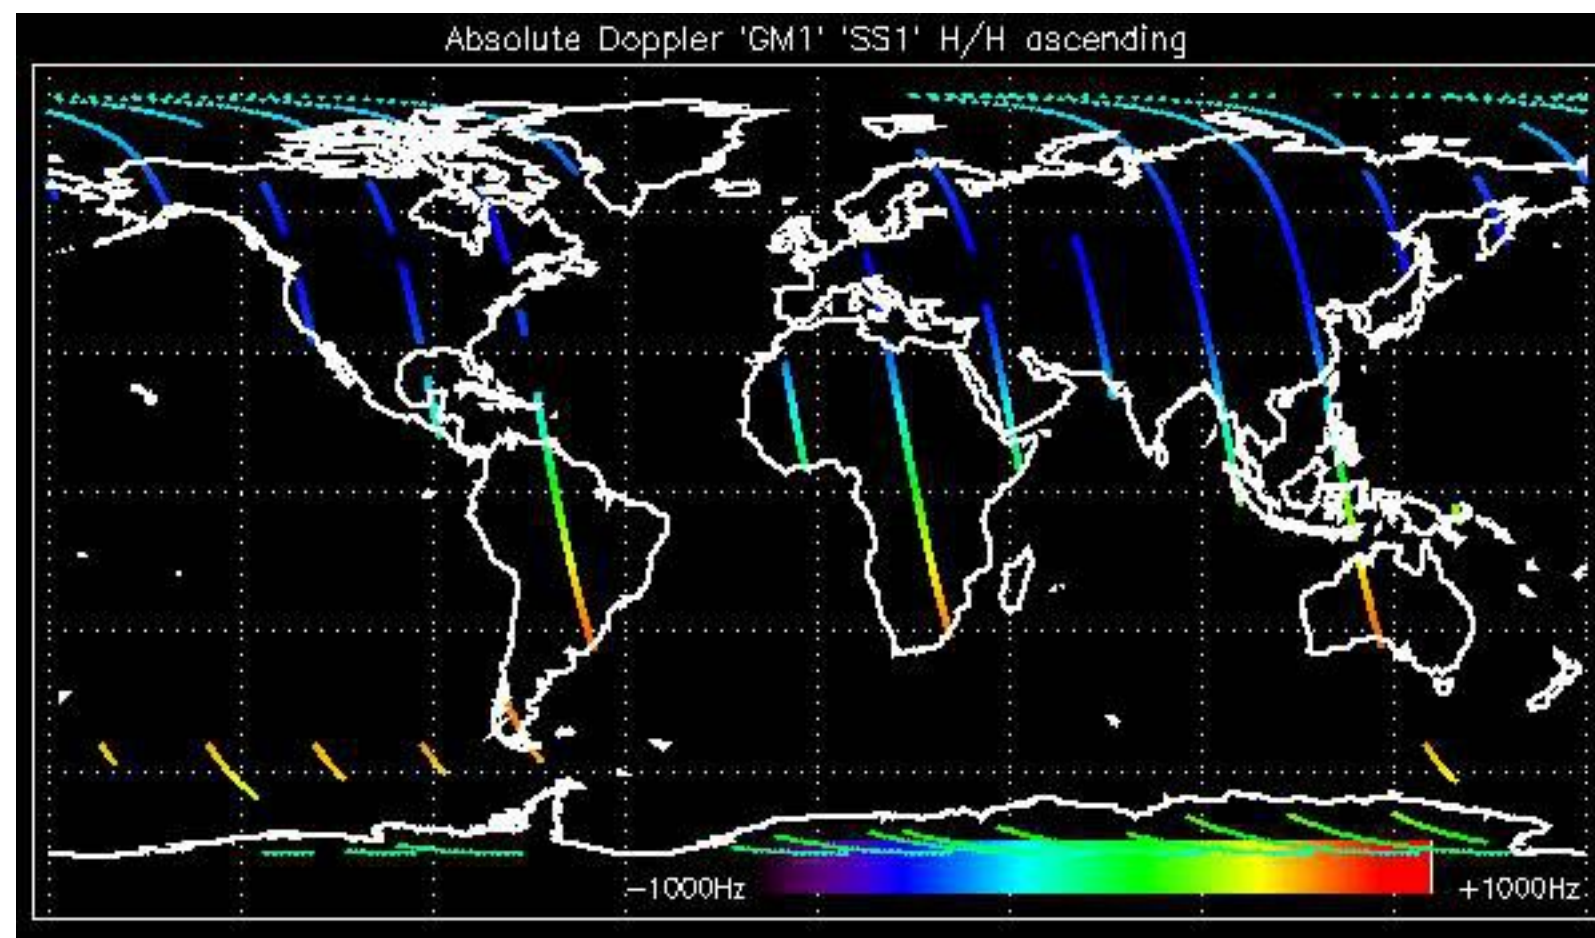 Absolute Doppler 'GM1' 'SS1' H/H ascending
−1000Hz
+1000Hz